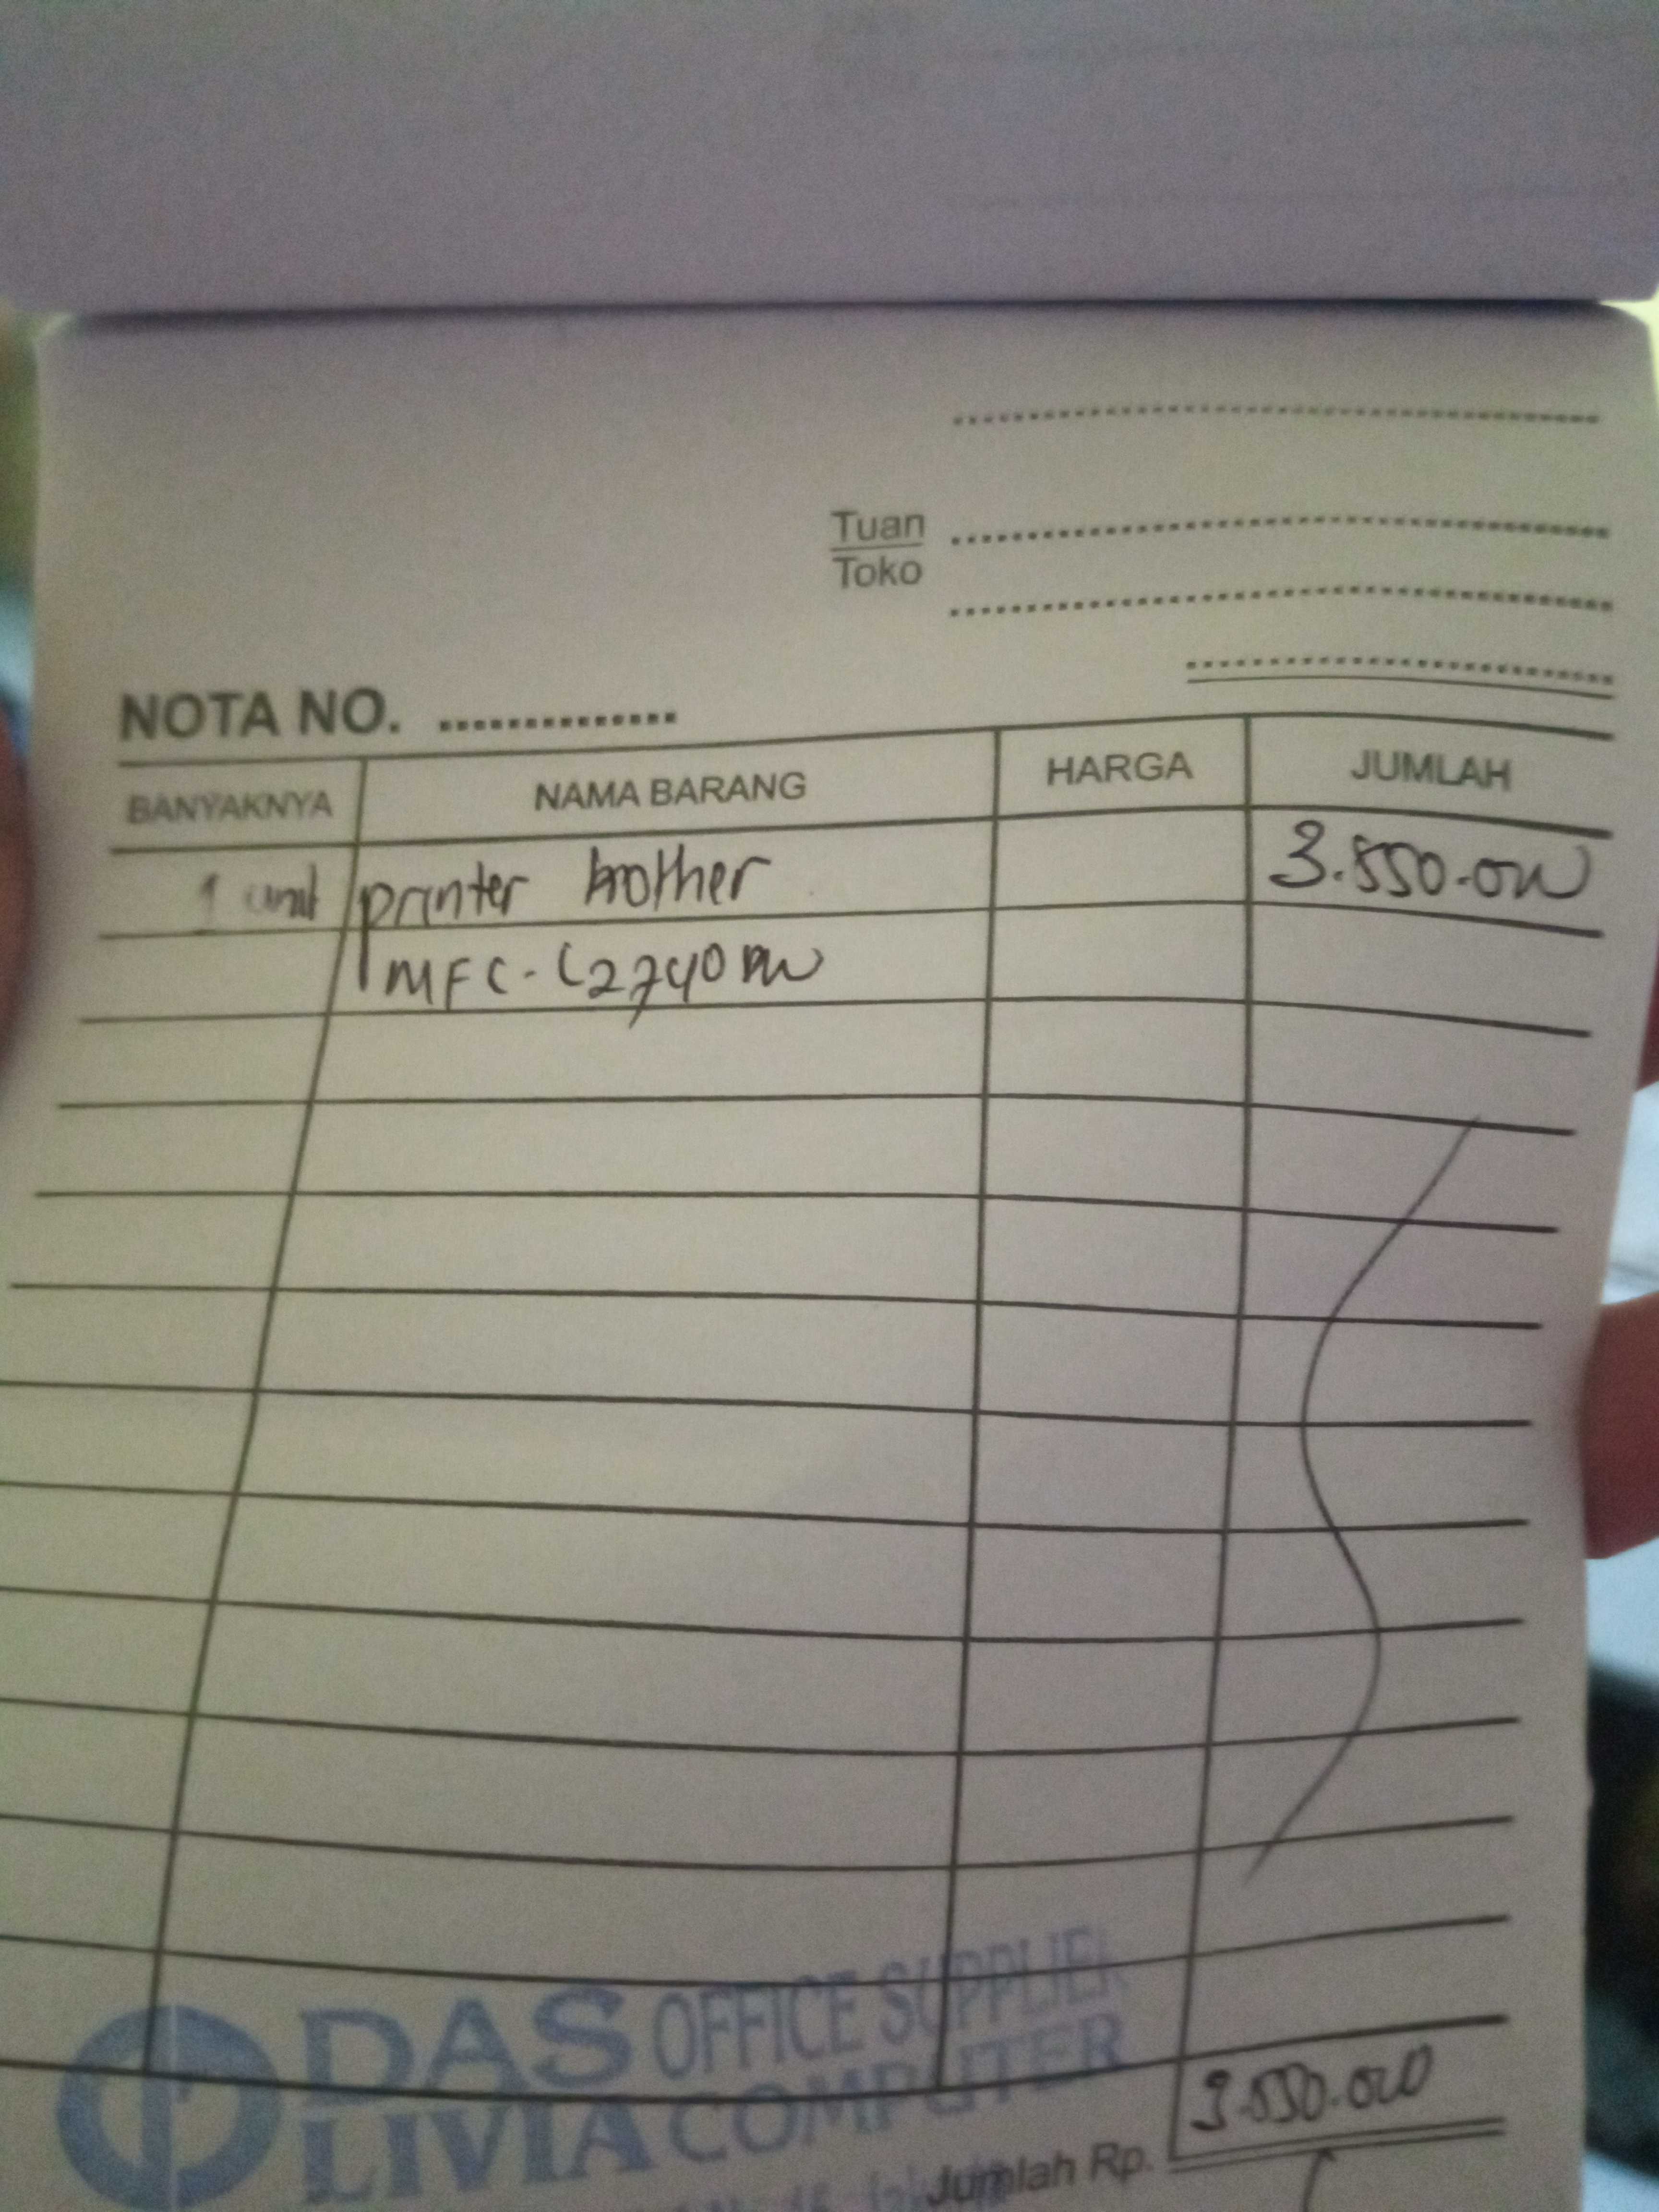 Tuan
Toko
NOTA NO. ..............
BANYAKNYA NAMA BARANG HARGA JUMLAH
1 unit printer brother 3.550.000
MFC-L2740DW
DAS OFFICE SUPPLIER
LIVIA COMPUTER
Jumlah Rp. 3.550.000